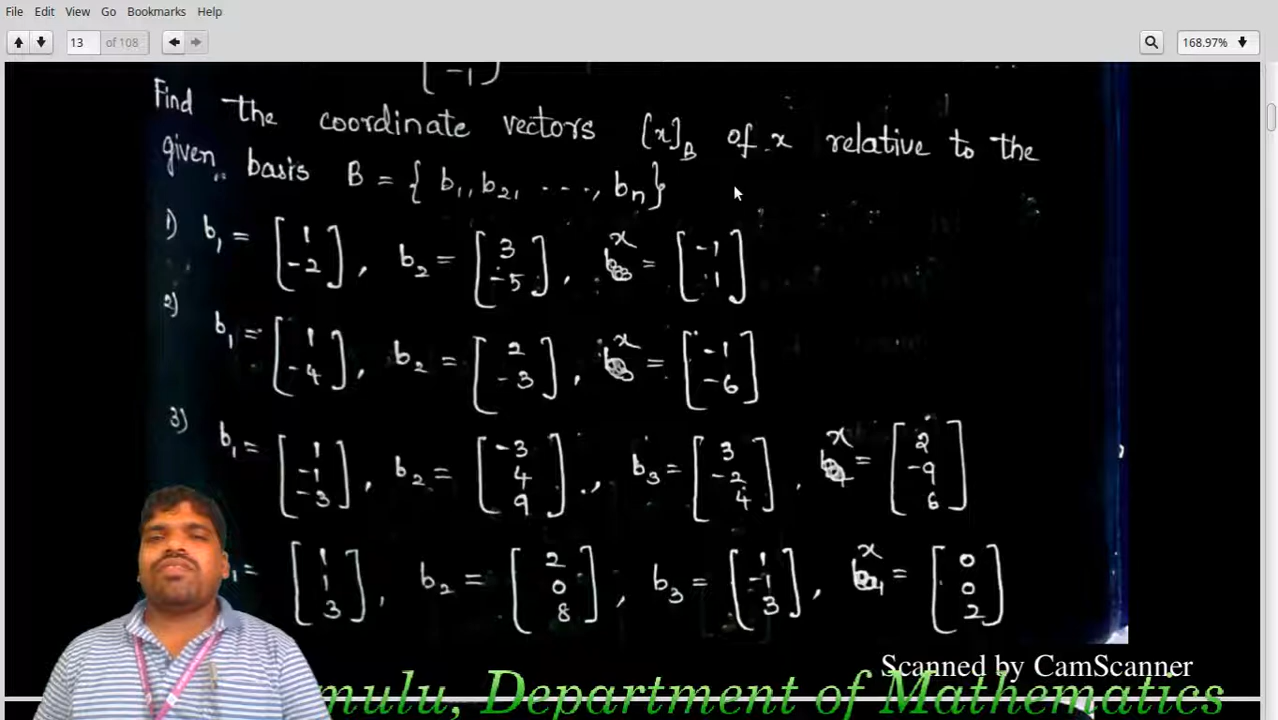 File Edit View Go Bookmarks Help
13 of 108 168.97%
-1
Find the coordinate vectors [x]B of x relative to the
given basis B = { b1, b2, ..., bn}
1) b1 = [1 -2], b2 = [3 -5], x = [-1 1]
2) b1 = [1 -4], b2 = [2 -3], x = [-1 -6]
3) b1 = [1 -1 -3], b2 = [-3 4 9], b3 = [3 -2 4], x = [2 -9 6]
= [1 1 3], b2 = [2 0 8], b3 = [1 -1 3], x = [0 0 2]
Scanned by CamScanner
mulu, Department of Mathematics